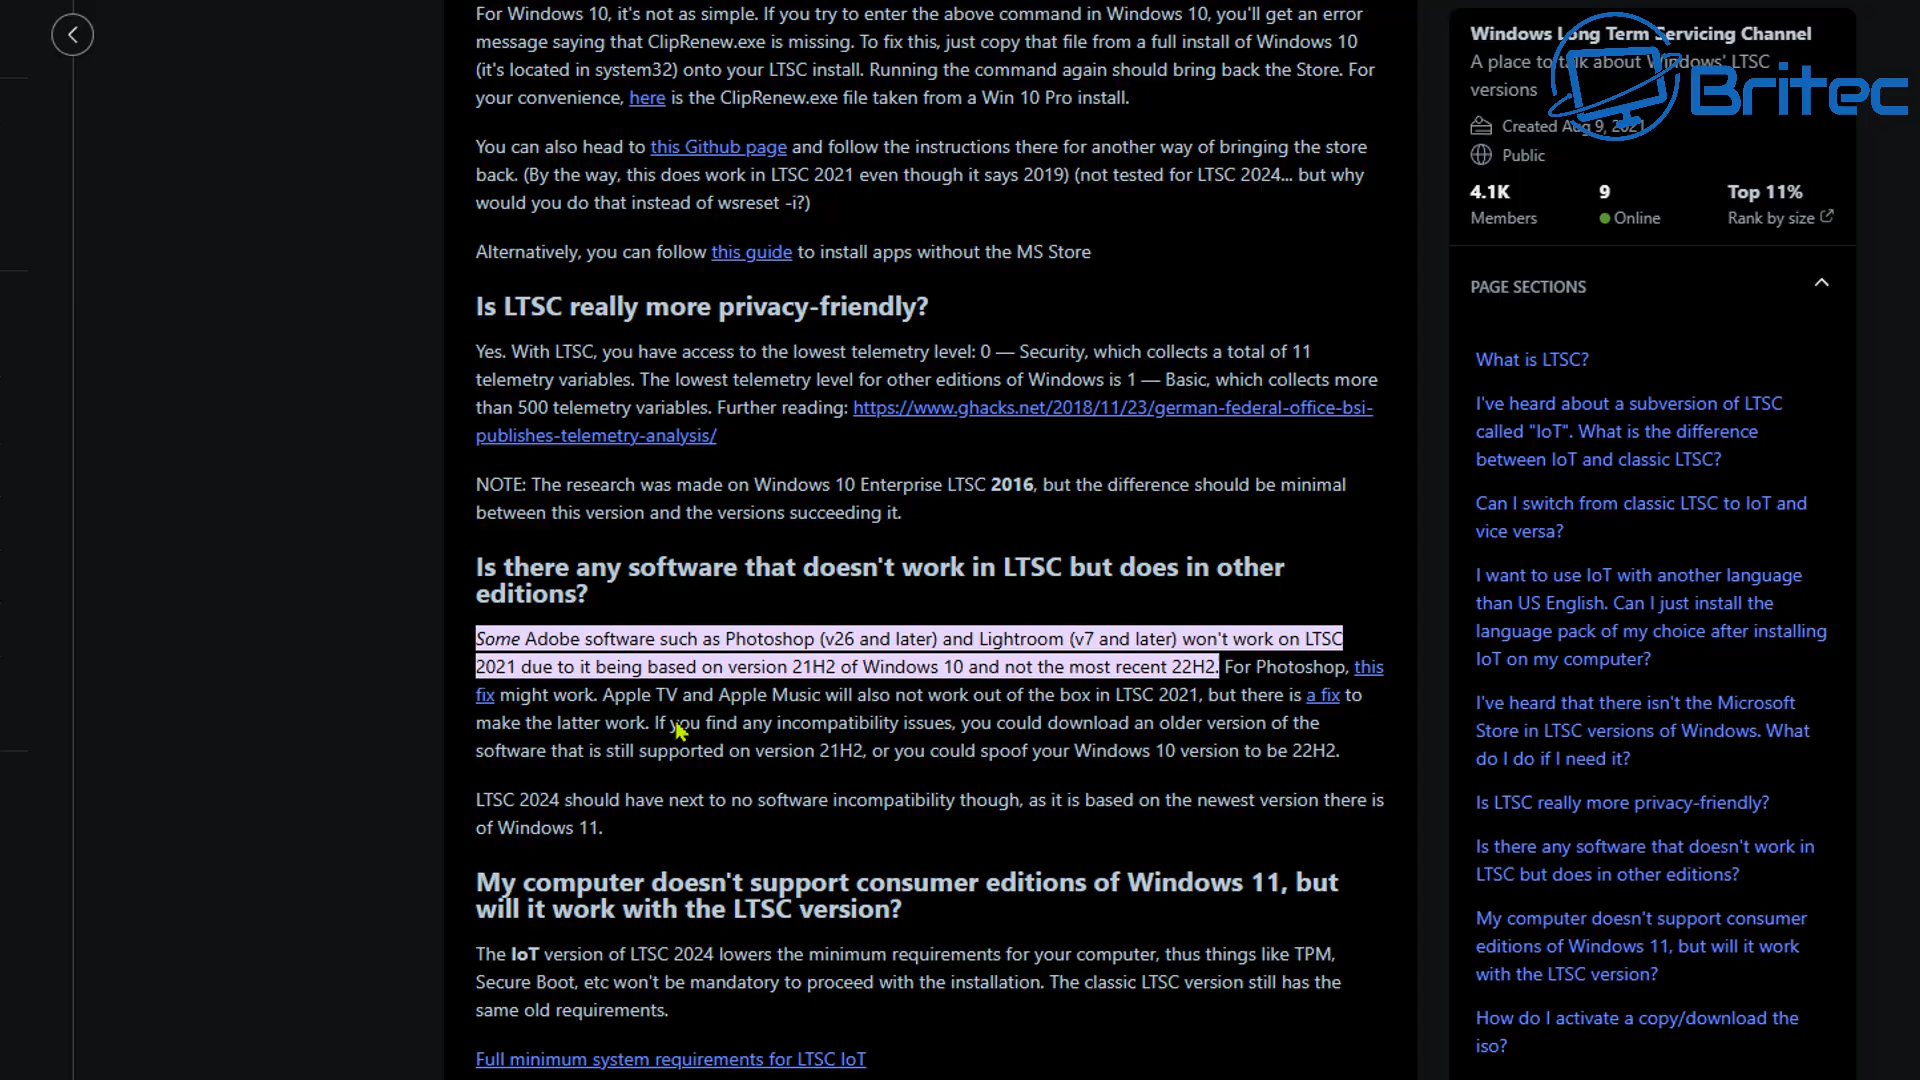 For Windows 10, it's not as simple. If you try to enter the above command in Windows 10, you'll get an error
message saying that ClipRenew.exe is missing. To fix this, just copy that file from a full install of Windows 10
(it's located in system32) onto your LTSC install. Running the command again should bring back the Store. For
your convenience, here is the ClipRenew.exe file taken from a Win 10 Pro install.
You can also head to this Github page and follow the instructions there for another way of bringing the store
back. (By the way, this does work in LTSC 2021 even though it says 2019) (not tested for LTSC 2024... but why
would you do that instead of wsreset -i?)
Alternatively, you can follow this guide to install apps without the MS Store
Is LTSC really more privacy-friendly?
Yes. With LTSC, you have access to the lowest telemetry level: 0 — Security, which collects a total of 11
telemetry variables. The lowest telemetry level for other editions of Windows is 1 — Basic, which collects more
than 500 telemetry variables. Further reading: https://www.ghacks.net/2018/11/23/german-federal-office-bsi-
publishes-telemetry-analysis/
NOTE: The research was made on Windows 10 Enterprise LTSC 2016, but the difference should be minimal
between this version and the versions succeeding it.
Is there any software that doesn't work in LTSC but does in other
editions?
Some Adobe software such as Photoshop (v26 and later) and Lightroom (v7 and later) won't work on LTSC
2021 due to it being based on version 21H2 of Windows 10 and not the most recent 22H2. For Photoshop, this
fix might work. Apple TV and Apple Music will also not work out of the box in LTSC 2021, but there is a fix to
make the latter work. If you find any incompatibility issues, you could download an older version of the
software that is still supported on version 21H2, or you could spoof your Windows 10 version to be 22H2.
LTSC 2024 should have next to no software incompatibility though, as it is based on the newest version there is
of Windows 11.
My computer doesn't support consumer editions of Windows 11, but
will it work with the LTSC version?
The IoT version of LTSC 2024 lowers the minimum requirements for your computer, thus things like TPM,
Secure Boot, etc won't be mandatory to proceed with the installation. The classic LTSC version still has the
same old requirements.
Full minimum system requirements for LTSC IoT
Windows Long Term Servicing Channel
A place to talk about Windows' LTSC
versions
Britec
Created Aug 9, 2021
Public
4.1K
9
Top 11%
Members
Online
Rank by size
PAGE SECTIONS
What is LTSC?
I've heard about a subversion of LTSC
called "IoT". What is the difference
between IoT and classic LTSC?
Can I switch from classic LTSC to IoT and
vice versa?
I want to use IoT with another language
than US English. Can I just install the
language pack of my choice after installing
IoT on my computer?
I've heard that there isn't the Microsoft
Store in LTSC versions of Windows. What
do I do if I need it?
Is LTSC really more privacy-friendly?
Is there any software that doesn't work in
LTSC but does in other editions?
My computer doesn't support consumer
editions of Windows 11, but will it work
with the LTSC version?
How do I activate a copy/download the
iso?